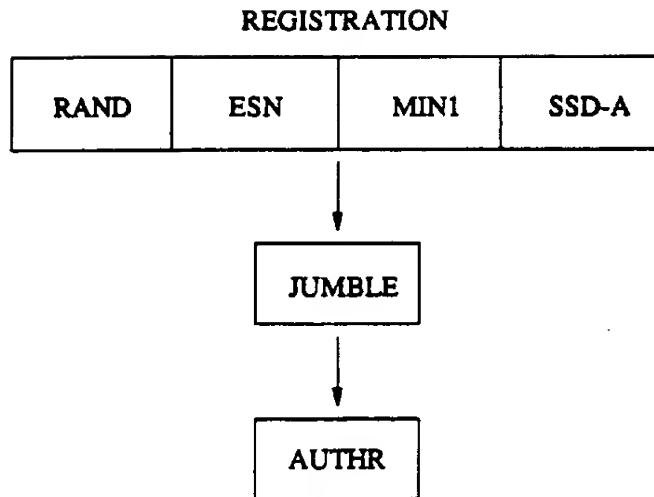 REGISTRATION
RAND ESN MIN1 SSD-A
JUMBLE
AUTHR